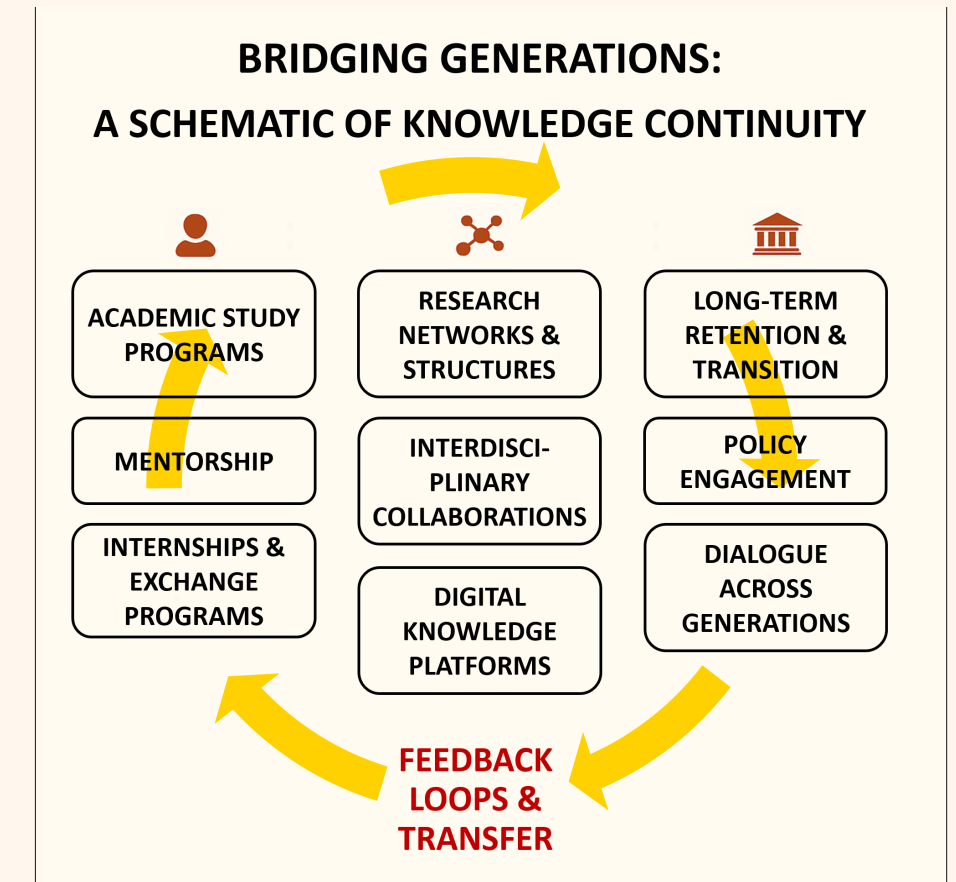 BRIDGING GENERATIONS:
A SCHEMATIC OF KNOWLEDGE CONTINUITY
ACADEMIC STUDY
PROGRAMS
MENTORSHIP
INTERNSHIPS &
EXCHANGE
PROGRAMS
RESEARCH
NETWORKS &
STRUCTURES
INTERDISCI-
PLINARY
COLLABORATIONS
DIGITAL
KNOWLEDGE
PLATFORMS
LONG-TERM
RETENTION &
TRANSITION
POLICY
ENGAGEMENT
DIALOGUE
ACROSS
GENERATIONS
FEEDBACK
LOOPS &
TRANSFER